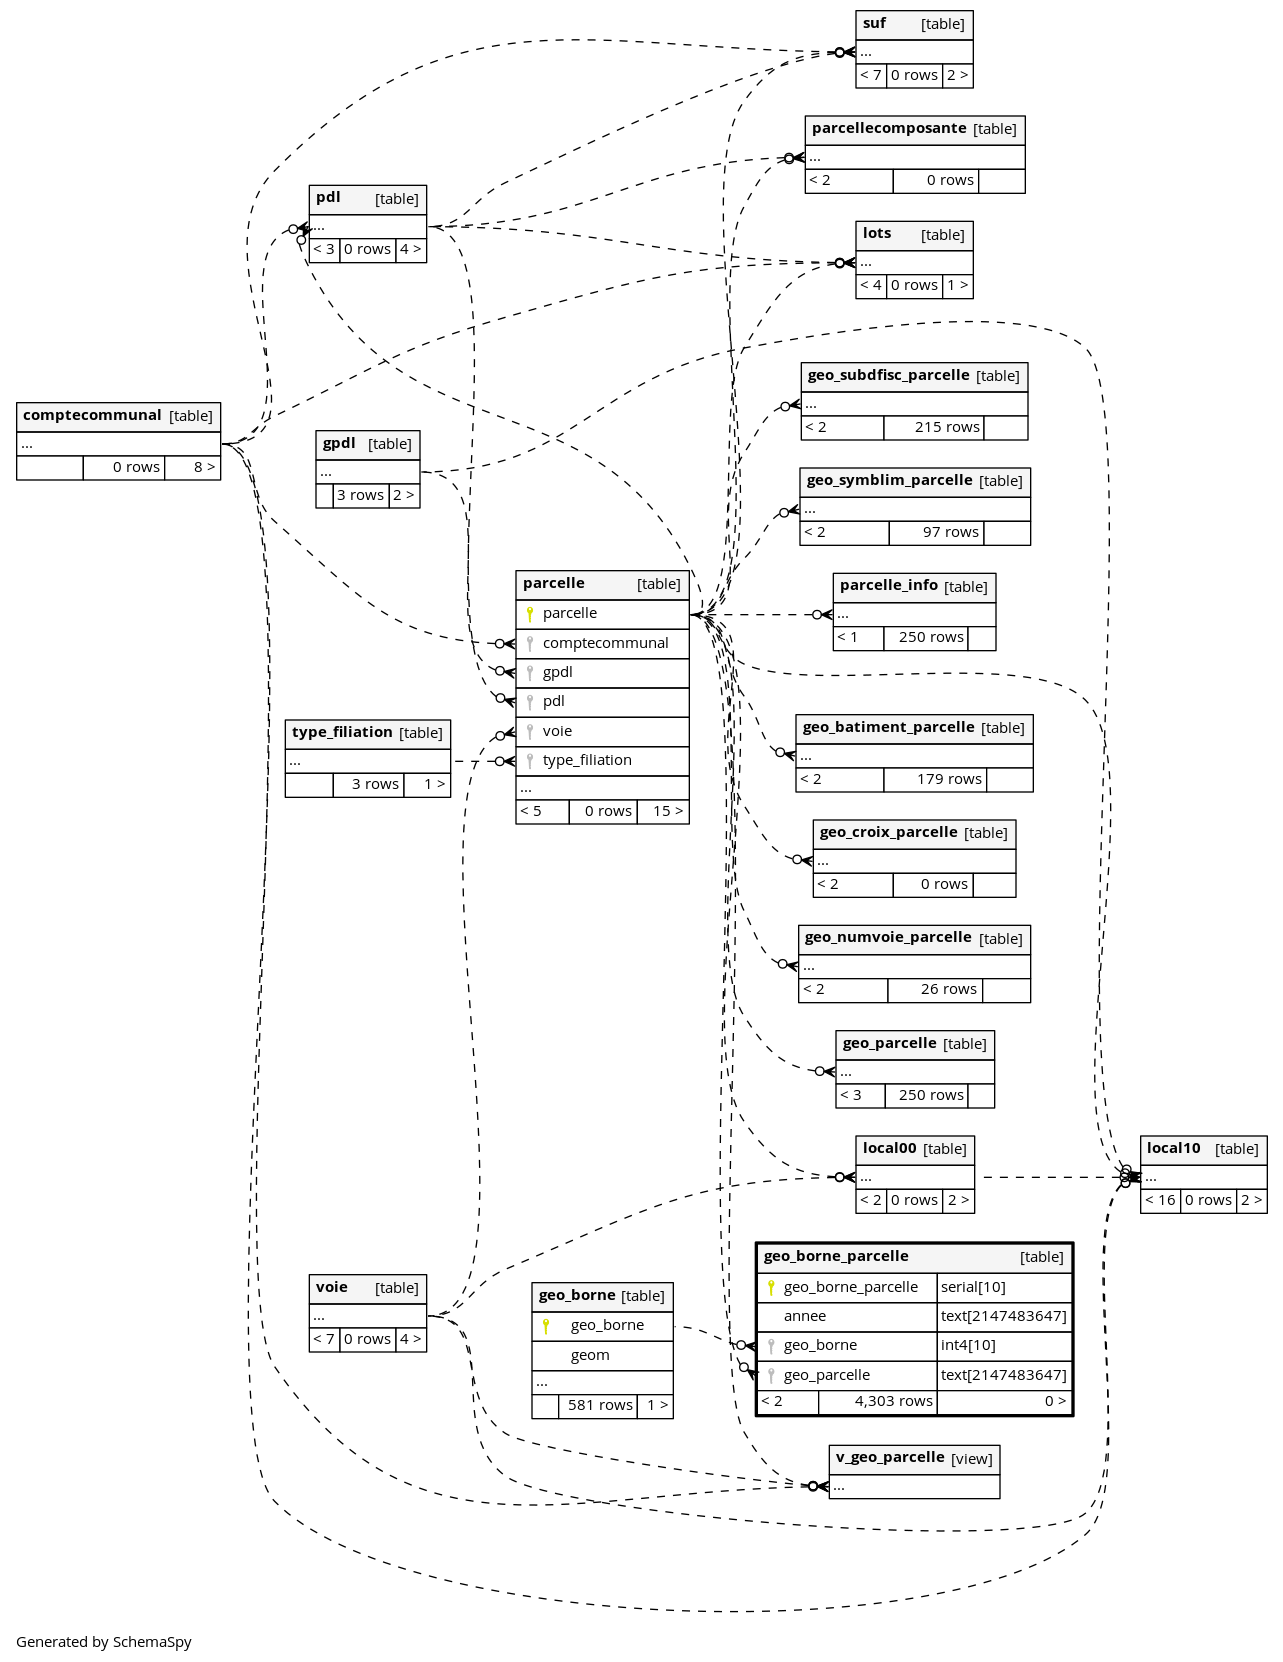 suf [table]
...
< 7 0 rows 2 >
parcellecomposante [table]
...
< 2 0 rows
pdl [table]
...
< 3 0 rows 4 >
lots [table]
...
< 4 0 rows 1 >
geo_subdfisc_parcelle [table]
...
< 2 215 rows
comptecommunal [table]
...
0 rows 8 >
gpdl [table]
...
3 rows 2 >
geo_symblim_parcelle [table]
...
< 2 97 rows
parcelle [table]
parcelle
comptecommunal
gpdl
pdl
voie
type_filiation
...
< 5 0 rows 15 >
parcelle_info [table]
...
< 1 250 rows
type_filiation [table]
...
3 rows 1 >
geo_batiment_parcelle [table]
...
< 2 179 rows
geo_croix_parcelle [table]
...
< 2 0 rows
geo_numvoie_parcelle [table]
...
< 2 26 rows
geo_parcelle [table]
...
< 3 250 rows
local00 [table]
...
< 2 0 rows 2 >
local10 [table]
...
< 16 0 rows 2 >
voie [table]
...
< 7 0 rows 4 >
geo_borne [table]
geo_borne
geom
...
581 rows 1 >
geo_borne_parcelle [table]
geo_borne_parcelle serial[10]
annee text[2147483647]
geo_borne int4[10]
geo_parcelle text[2147483647]
< 2 4,303 rows 0 >
v_geo_parcelle [view]
...
Generated by SchemaSpy